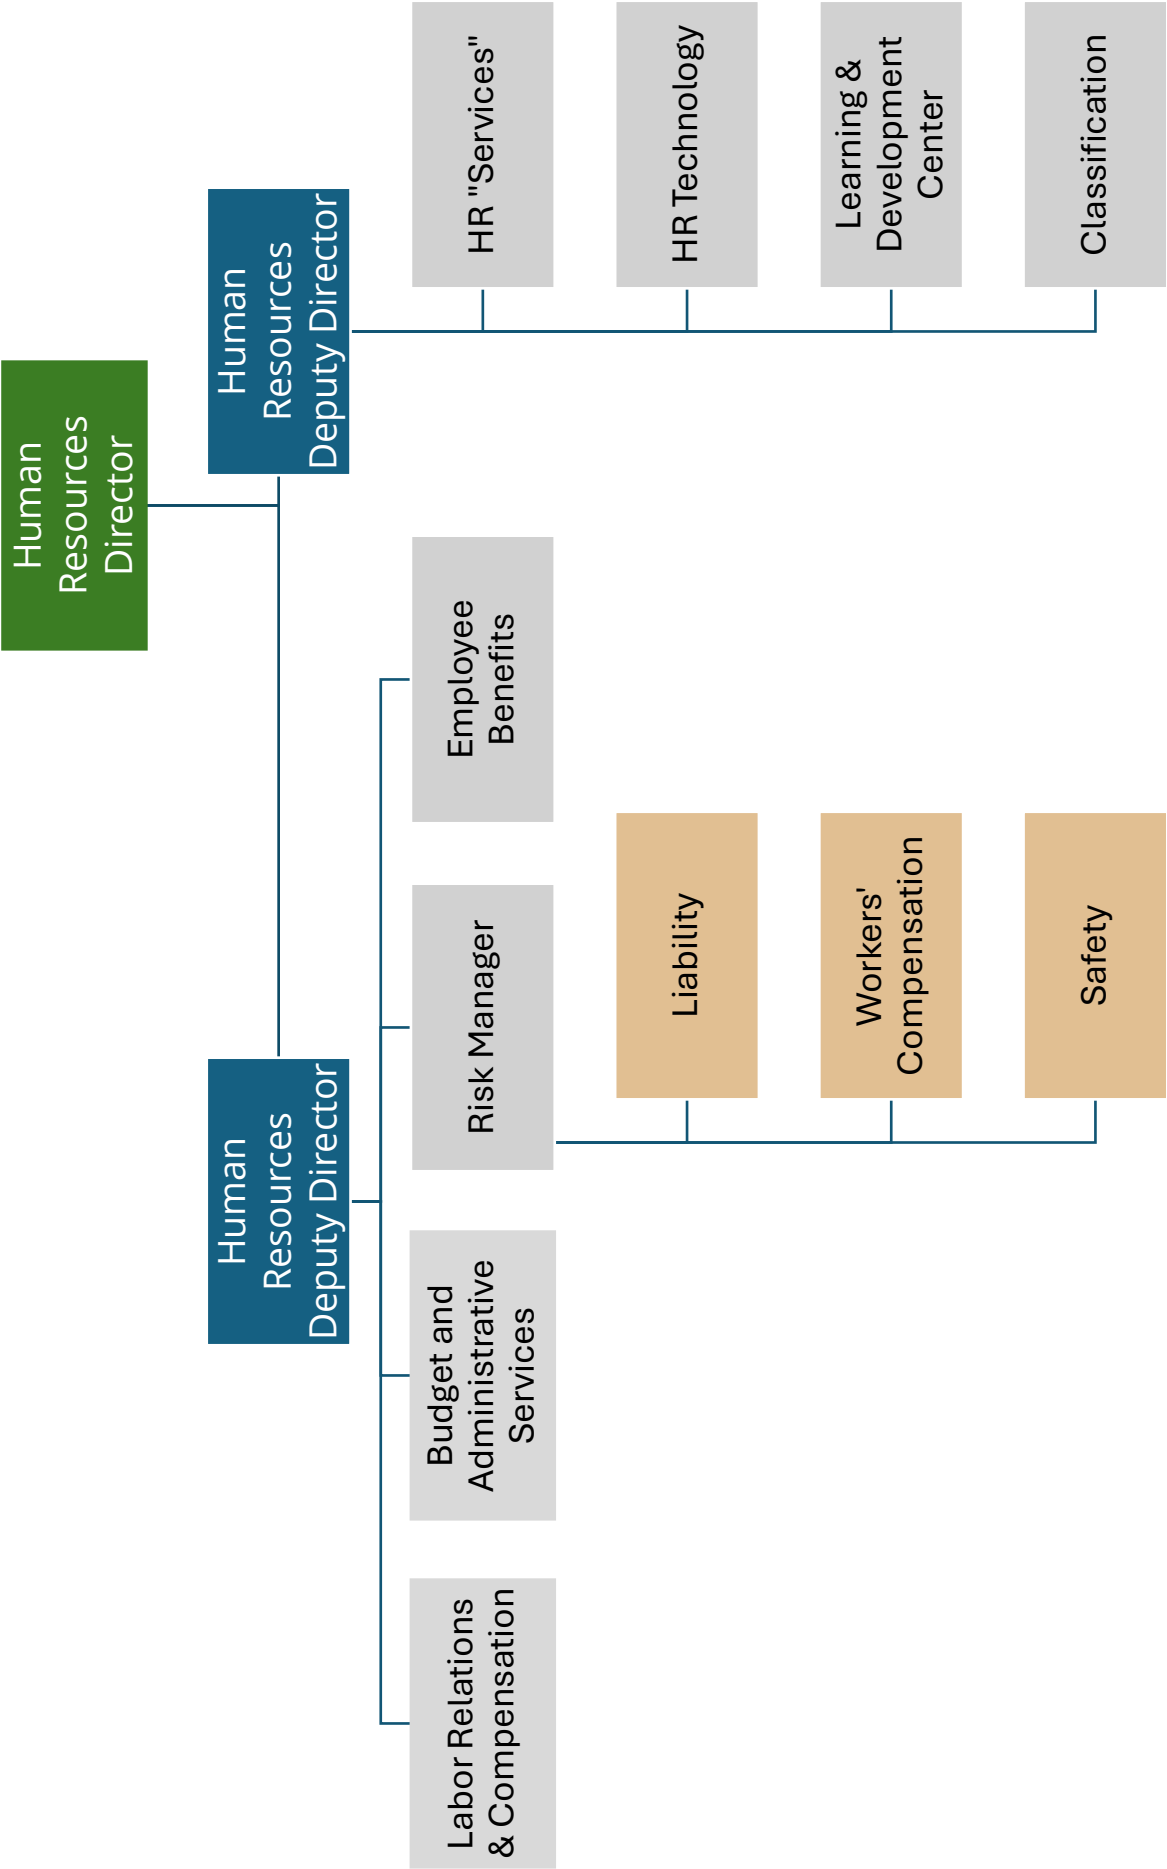 Human
Resources
Director
Human
Resources
Deputy Director
Human
Resources
Deputy Director
Labor Relations
& Compensation
Budget and
Administrative
Services
Risk Manager
Employee
Benefits
HR "Services"
Liability
HR Technology
Workers'
Compensation
Learning &
Development
Center
Safety
Classification